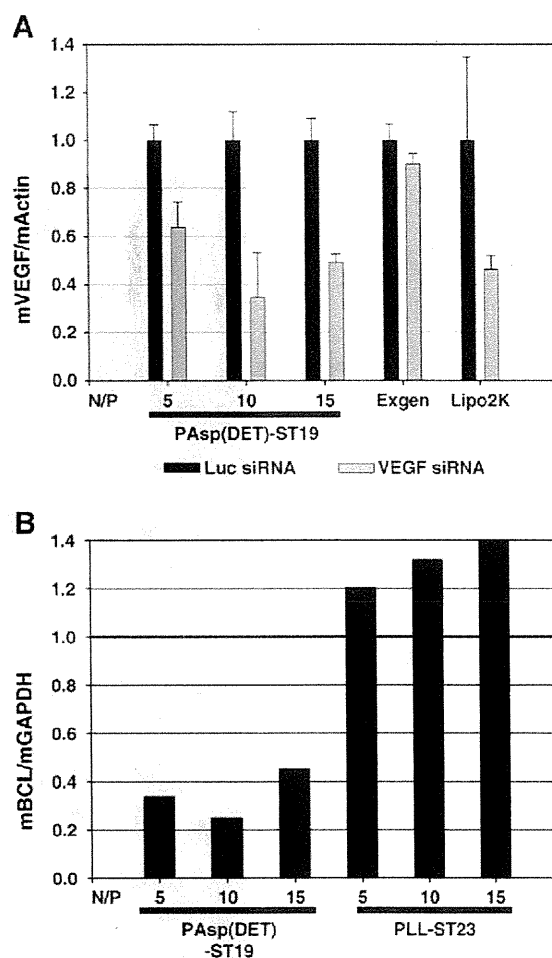 A
1.4
1.2
1.0
0.8
0.6
0.4
0.2
0.0
mVEGF/mActin
N/P 5 10 15 Exgen Lipo2K
PAsp(DET)-ST19
Luc siRNA VEGF siRNA
B
1.4
1.2
1.0
0.8
0.6
0.4
0.2
0.0
mBCL/mGAPDH
N/P 5 10 15 5 10 15
PAsp(DET) PLL-ST23
-ST19